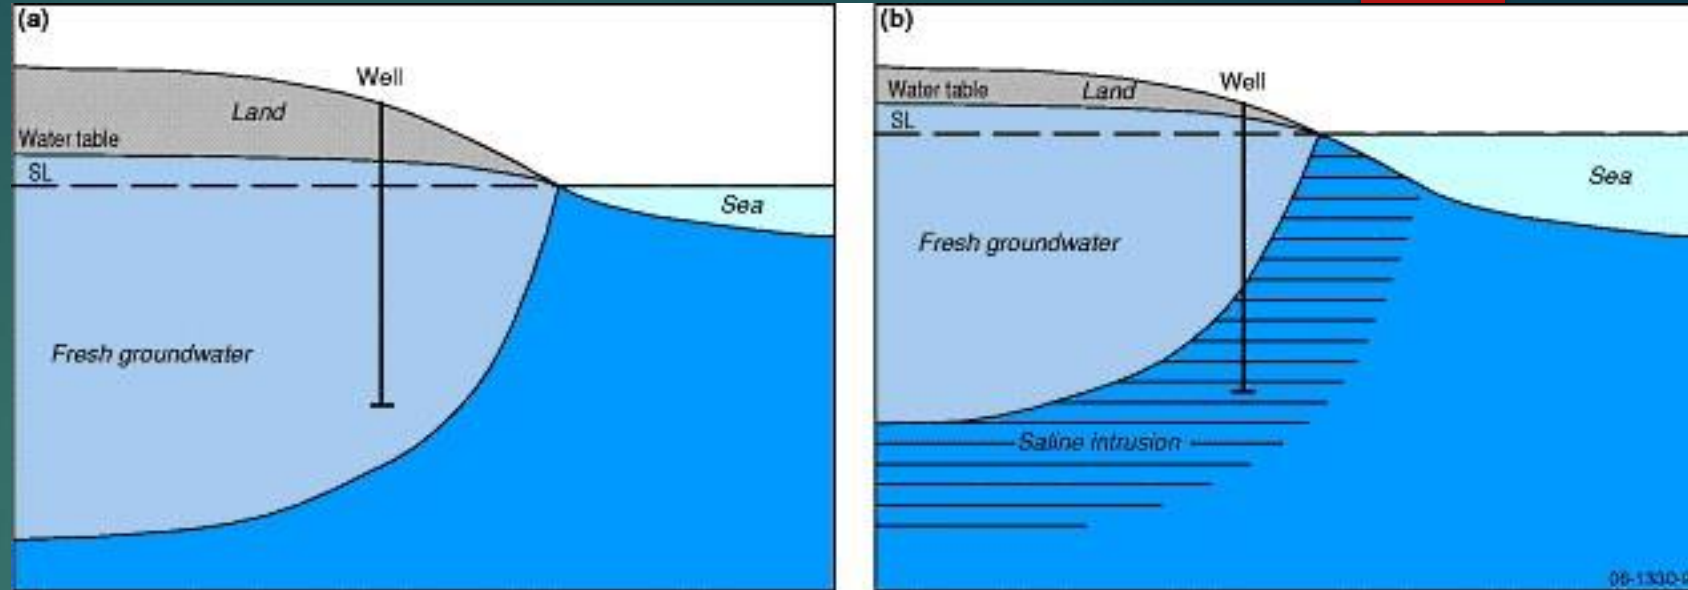 (a)
Well
Land
Water table
SL
Sea
Fresh groundwater
(b)
Well
Water table
Land
SL
Sea
Fresh groundwater
Saline intrusion